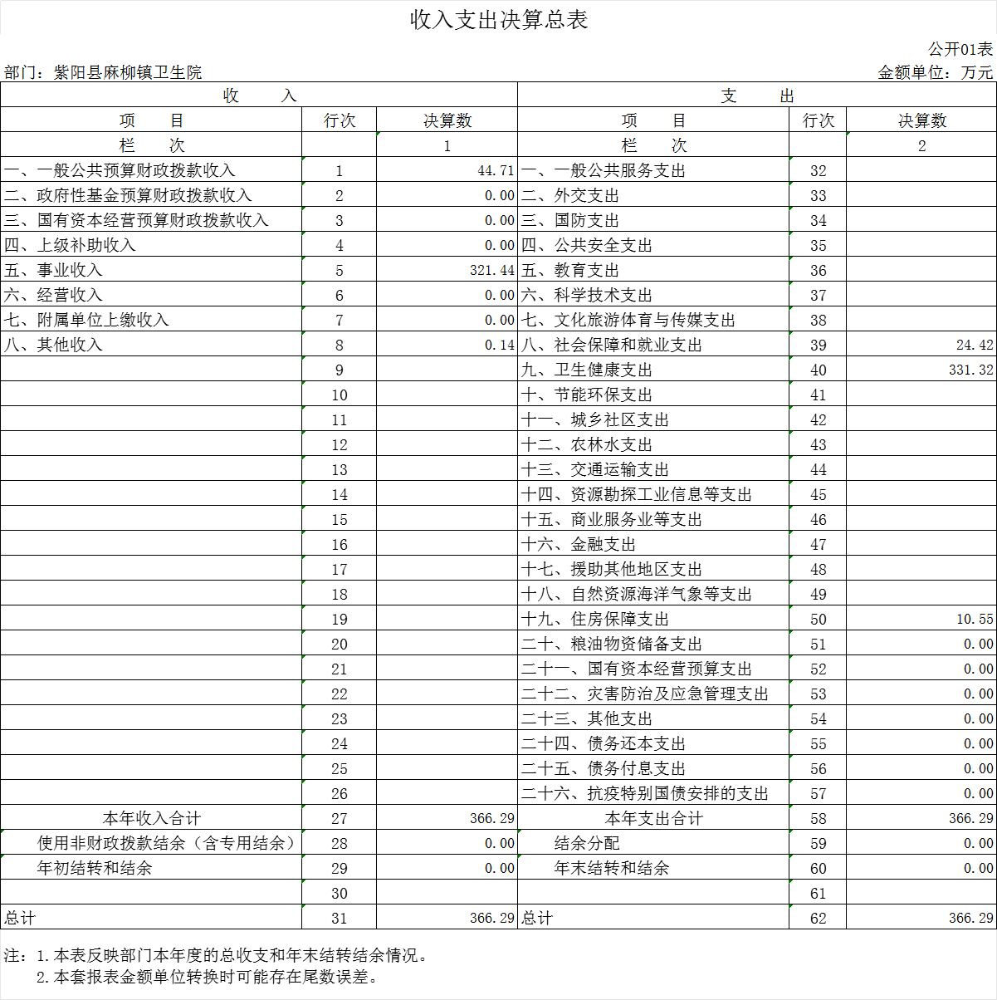 收入支出决算总表
公开01表
部门：紫阳县麻柳镇卫生院 金额单位：万元
收 入 支 出
项 目 行次 决算数 项 目 行次 决算数
栏 次 1 栏 次 2
一、一般公共预算财政拨款收入 1 44.71 一、一般公共服务支出 32
二、政府性基金预算财政拨款收入 2 0.00 二、外交支出 33
三、国有资本经营预算财政拨款收入 3 0.00 三、国防支出 34
四、上级补助收入 4 0.00 四、公共安全支出 35
五、事业收入 5 321.44 五、教育支出 36
六、经营收入 6 0.00 六、科学技术支出 37
七、附属单位上缴收入 7 0.00 七、文化旅游体育与传媒支出 38
八、其他收入 8 0.14 八、社会保障和就业支出 39 24.42
9 九、卫生健康支出 40 331.32
10 十、节能环保支出 41
11 十一、城乡社区支出 42
12 十二、农林水支出 43
13 十三、交通运输支出 44
14 十四、资源勘探工业信息等支出 45
15 十五、商业服务业等支出 46
16 十六、金融支出 47
17 十七、援助其他地区支出 48
18 十八、自然资源海洋气象等支出 49
19 十九、住房保障支出 50 10.55
20 二十、粮油物资储备支出 51 0.00
21 二十一、国有资本经营预算支出 52 0.00
22 二十二、灾害防治及应急管理支出 53 0.00
23 二十三、其他支出 54 0.00
24 二十四、债务还本支出 55 0.00
25 二十五、债务付息支出 56 0.00
26 二十六、抗疫特别国债安排的支出 57 0.00
本年收入合计 27 366.29 本年支出合计 58 366.29
使用非财政拨款结余（含专用结余） 28 0.00 结余分配 59 0.00
年初结转和结余 29 0.00 年末结转和结余 60 0.00
30 61
总计 31 366.29 总计 62 366.29
注：1.本表反映部门本年度的总收支和年末结转结余情况。
2.本套报表金额单位转换时可能存在尾数误差。